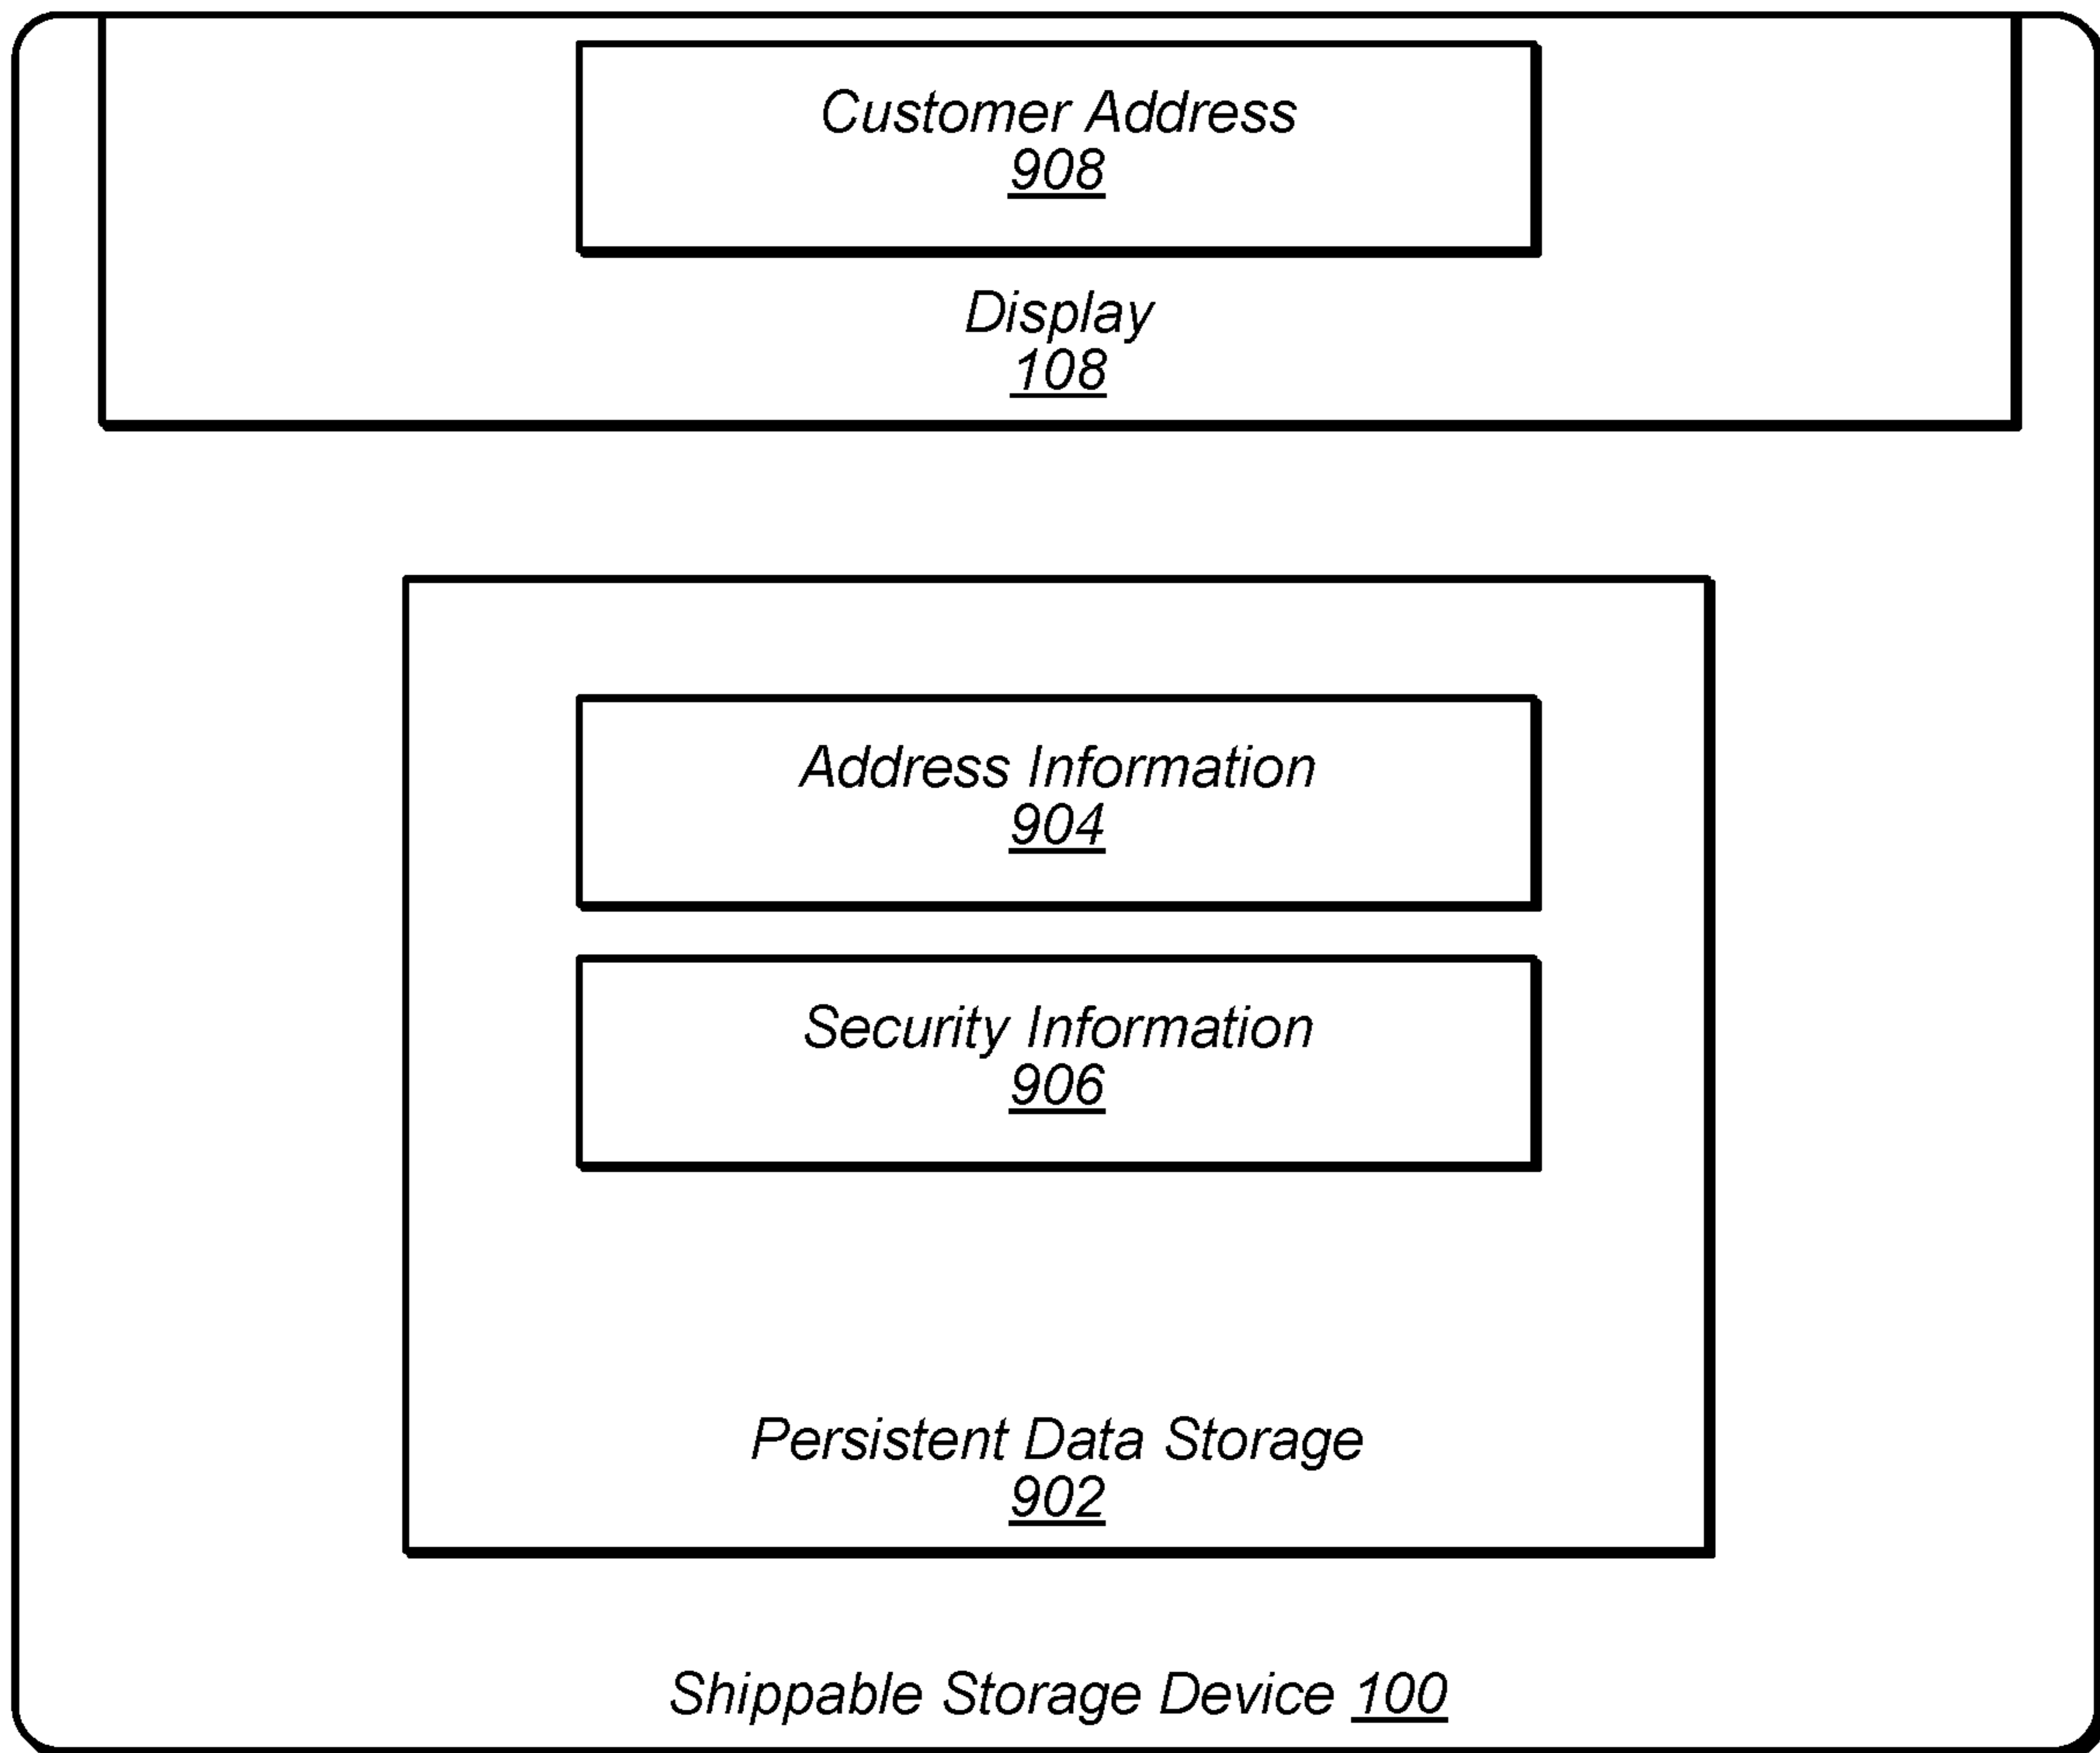 Customer Address
908
Display
108
Address Information
904
Security Information
906
Persistent Data Storage
902
Shippable Storage Device 100